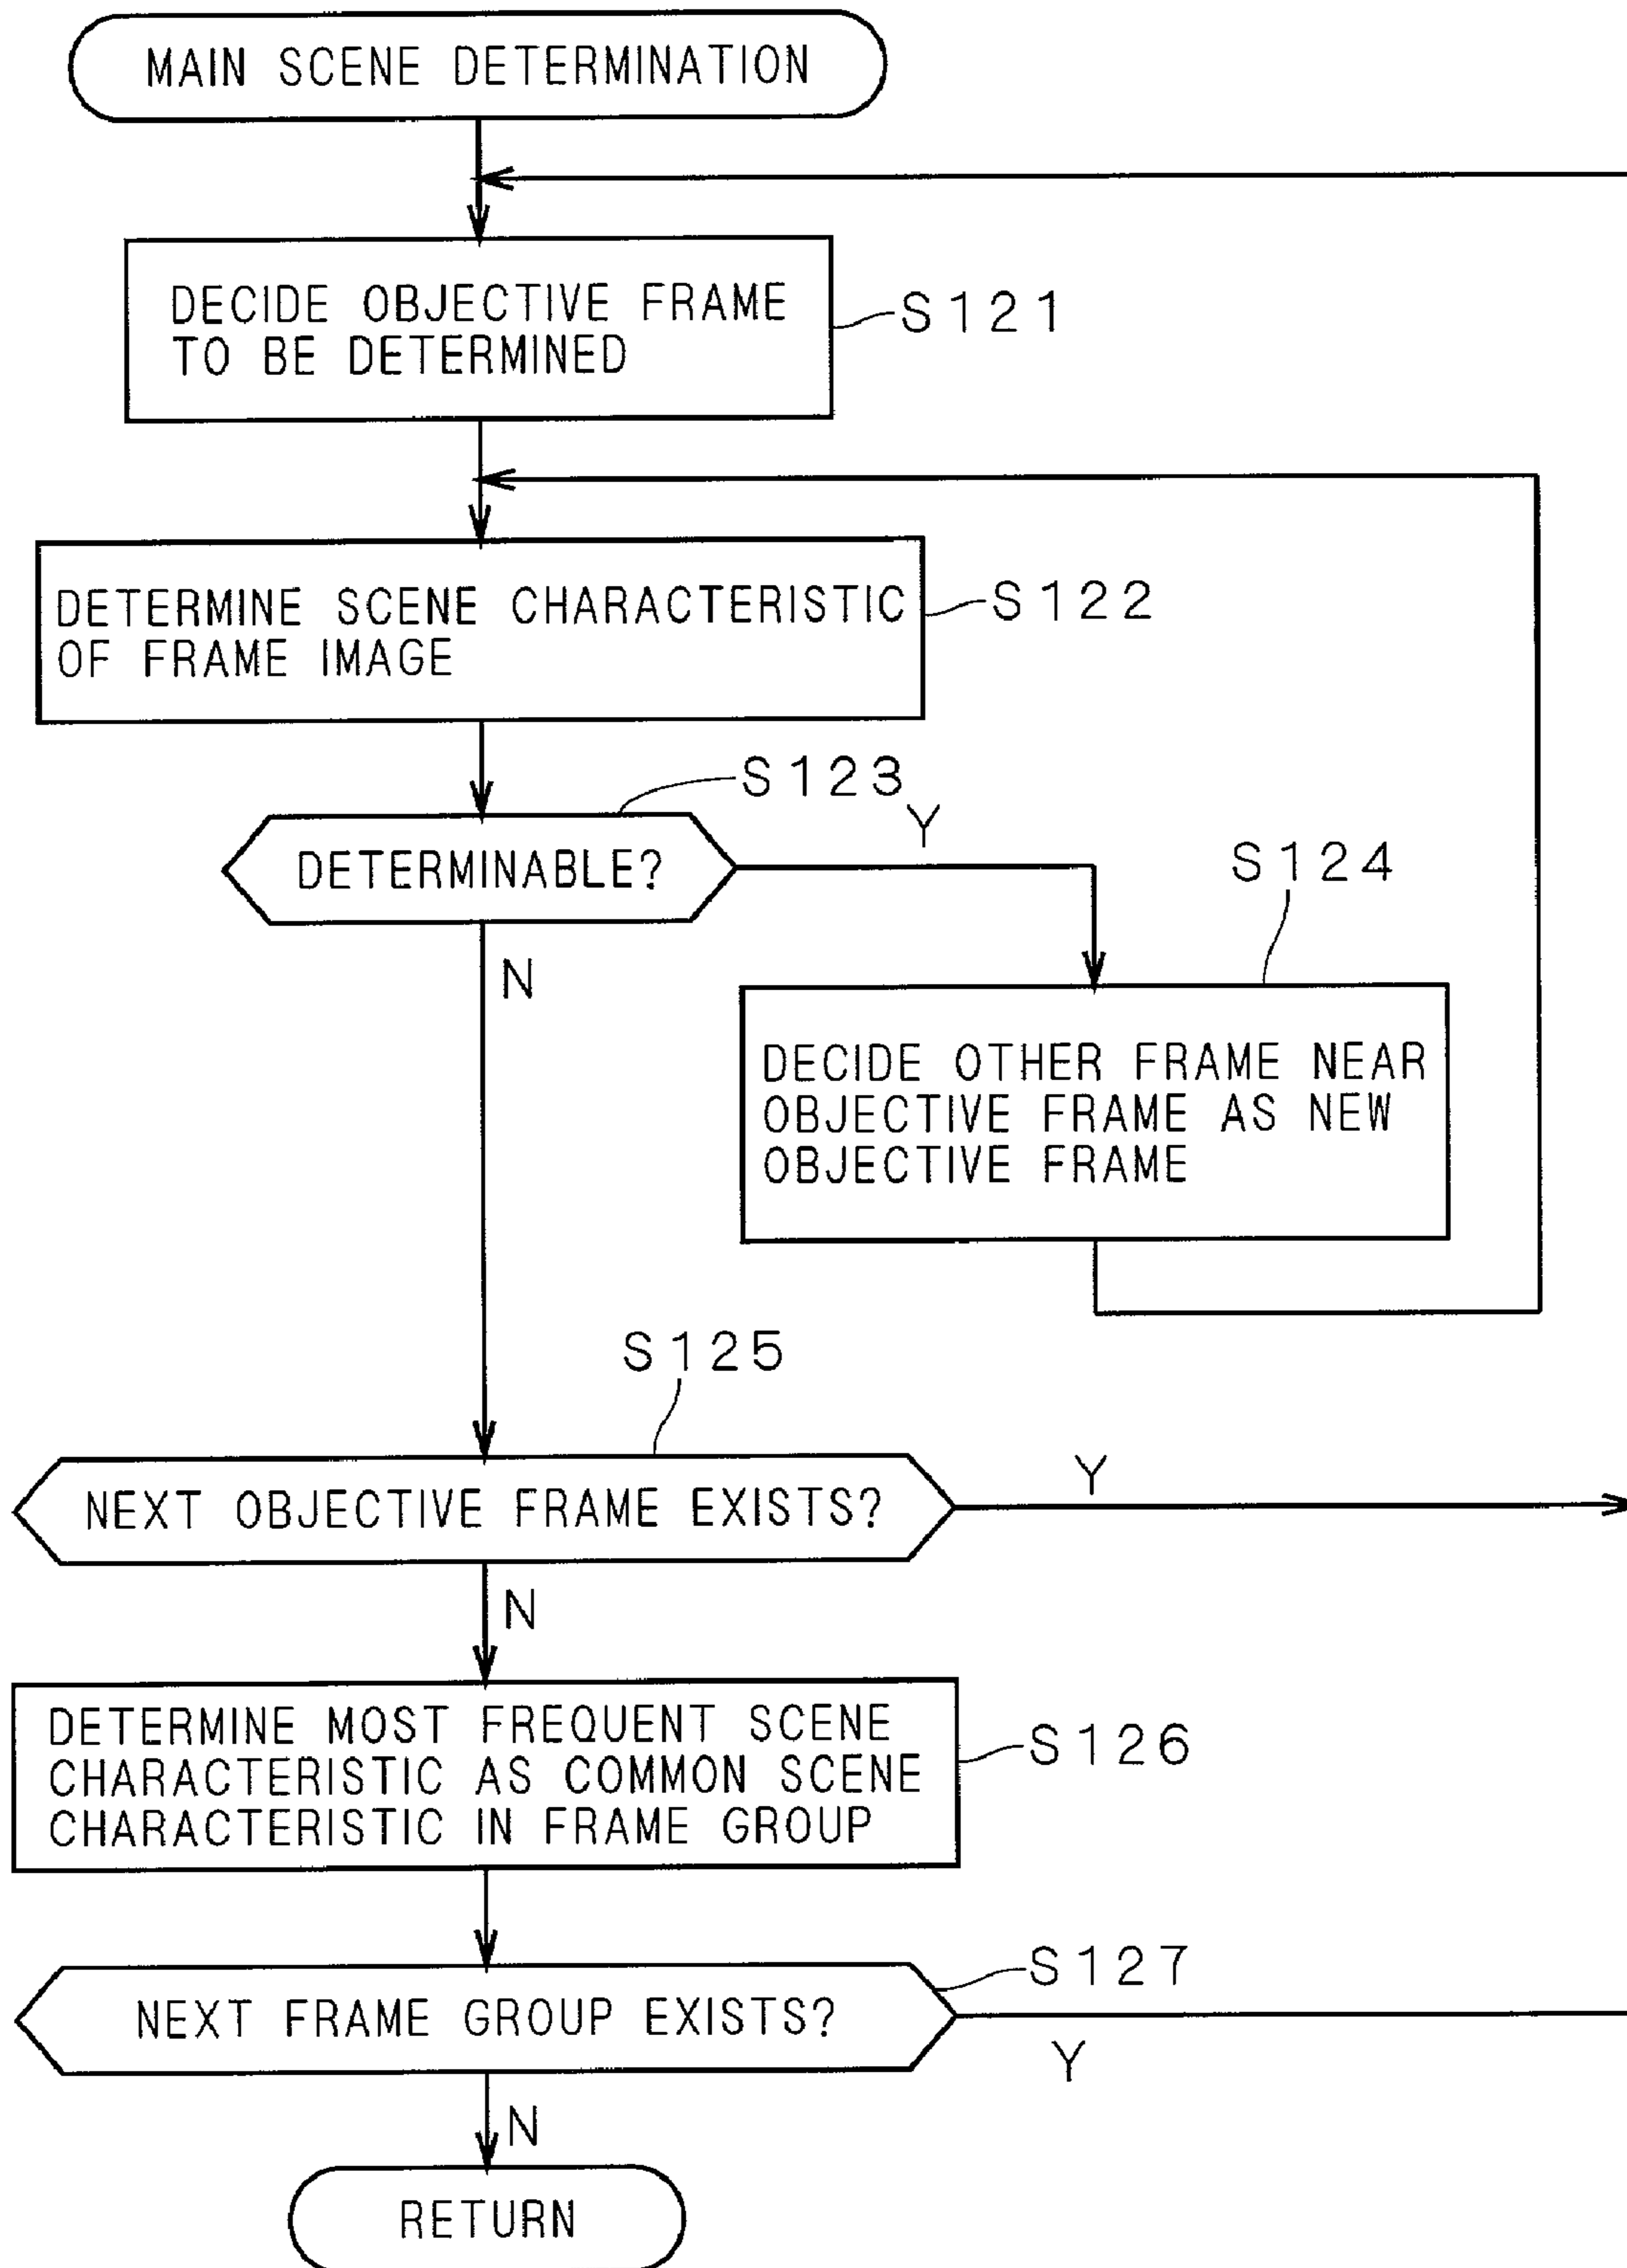 MAIN SCENE DETERMINATION
DECIDE OBJECTIVE FRAME
TO BE DETERMINED
S121
DETERMINE SCENE CHARACTERISTIC
OF FRAME IMAGE
S122
S123
DETERMINABLE?
Y
N
S124
DECIDE OTHER FRAME NEAR
OBJECTIVE FRAME AS NEW
OBJECTIVE FRAME
S125
NEXT OBJECTIVE FRAME EXISTS?
Y
N
DETERMINE MOST FREQUENT SCENE
CHARACTERISTIC AS COMMON SCENE
CHARACTERISTIC IN FRAME GROUP
S126
S127
NEXT FRAME GROUP EXISTS?
Y
N
RETURN